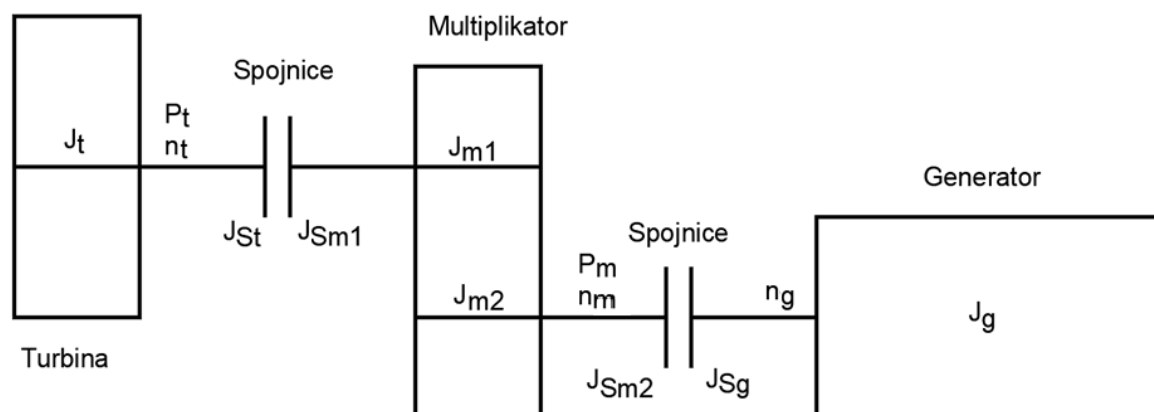 Multiplikator
Spojnice
Pt
nt
Jt
Jm1
Generator
JSt
JSm1
Spojnice
Pm
nm
ng
Jm2
Jg
Turbina
JSm2
JSg